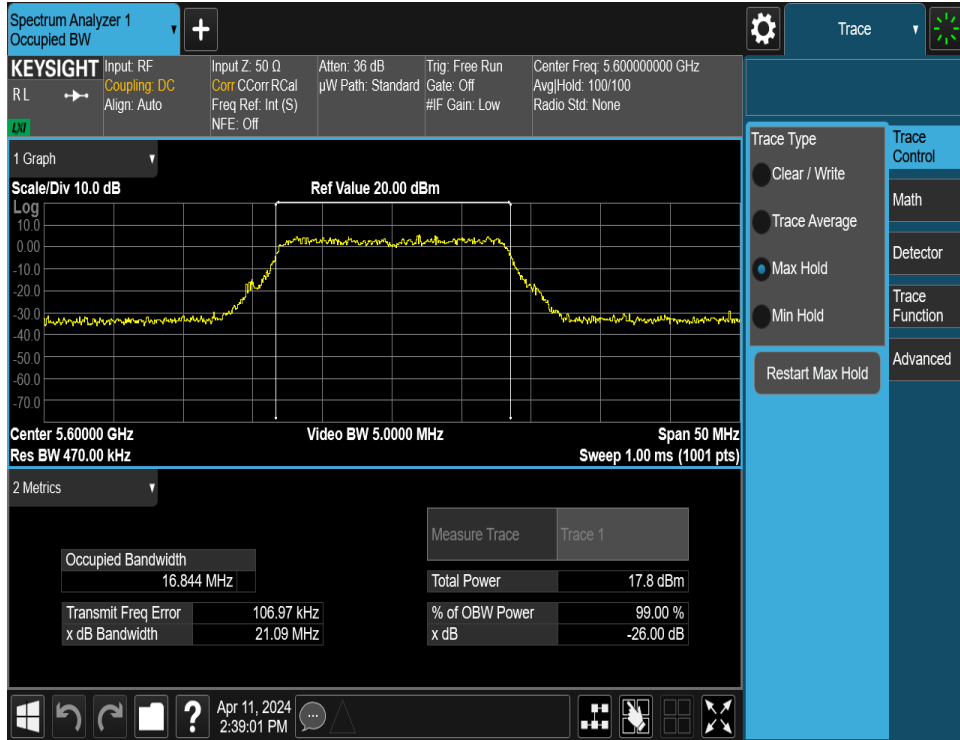 Spectrum Analyzer 1
Occupied BW
+
Trace
KEYSIGHT
R L
LXI
Input: RF
Coupling: DC
Align: Auto
Input Z: 50 Ω
Corr CCorr RCal
Freq Ref: Int (S)
NFE: Off
Atten: 36 dB
µW Path: Standard
Trig: Free Run
Gate: Off
#IF Gain: Low
Center Freq: 5.600000000 GHz
Avg|Hold: 100/100
Radio Std: None
1 Graph
Scale/Div 10.0 dB
Ref Value 20.00 dBm
Log
10.0
0.00
-10.0
-20.0
-30.0
-40.0
-50.0
-60.0
-70.0
Center 5.60000 GHz
Video BW 5.0000 MHz
Span 50 MHz
Res BW 470.00 kHz
Sweep 1.00 ms (1001 pts)
2 Metrics
Measure Trace Trace 1
Occupied Bandwidth
16.844 MHz
Total Power 17.8 dBm
Transmit Freq Error 106.97 kHz
% of OBW Power 99.00 %
x dB Bandwidth 21.09 MHz
x dB -26.00 dB
Trace Type
Clear / Write
Trace Average
Max Hold
Min Hold
Restart Max Hold
Trace
Control
Math
Detector
Trace
Function
Advanced
?
Apr 11, 2024
2:39:01 PM